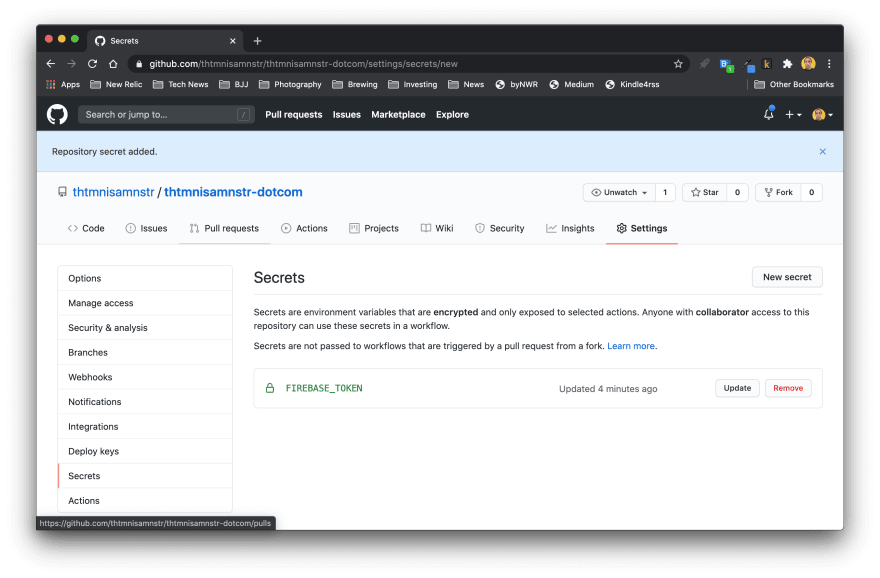 Secrets
github.com/thtmnisamnstr/thtmnisamnstr-dotcom/settings/secrets/new
Apps New Relic Tech News BJJ Photography Brewing Investing News byNWR Medium Kindle4rss Other Bookmarks
Search or jump to... / Pull requests Issues Marketplace Explore
Repository secret added.
thtmnisamnstr / thtmnisamnstr-dotcom Unwatch 1 Star 0 Fork 0
Code Issues Pull requests Actions Projects Wiki Security Insights Settings
Options
Manage access
Security & analysis
Branches
Webhooks
Notifications
Integrations
Deploy keys
Secrets
Actions
Secrets New secret
Secrets are environment variables that are encrypted and only exposed to selected actions. Anyone with collaborator access to this
repository can use these secrets in a workflow.
Secrets are not passed to workflows that are triggered by a pull request from a fork. Learn more.
FIREBASE_TOKEN Updated 4 minutes ago Update Remove
https://github.com/thtmnisamnstr/thtmnisamnstr-dotcom/pulls